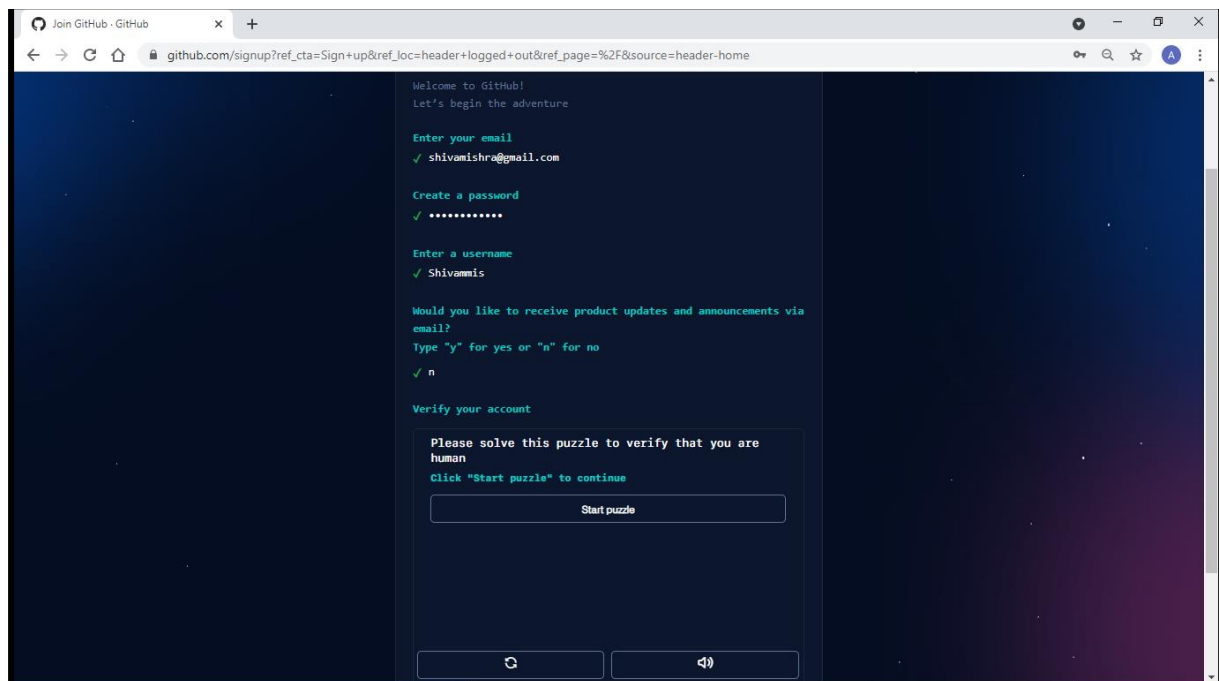 Join GitHub · GitHub
github.com/signup?ref_cta=Sign+up&ref_loc=header+logged+out&ref_page=%2F&source=header-home
A
Welcome to GitHub!
Let's begin the adventure
Enter your email
✓ shivamishra@gmail.com
Create a password
✓ ••••••••••••
Enter a username
✓ Shivammis
Would you like to receive product updates and announcements via
email?
Type "y" for yes or "n" for no
✓ n
Verify your account
Please solve this puzzle to verify that you are
human
Click "Start puzzle" to continue
Start puzzle